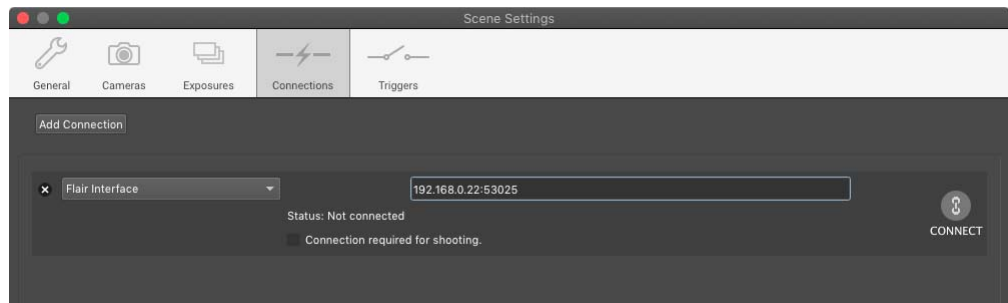 Scene Settings
General Cameras Exposures Connections Triggers
Add Connection
Flair Interface 192.168.0.22:53025
Status: Not connected
Connection required for shooting.
CONNECT